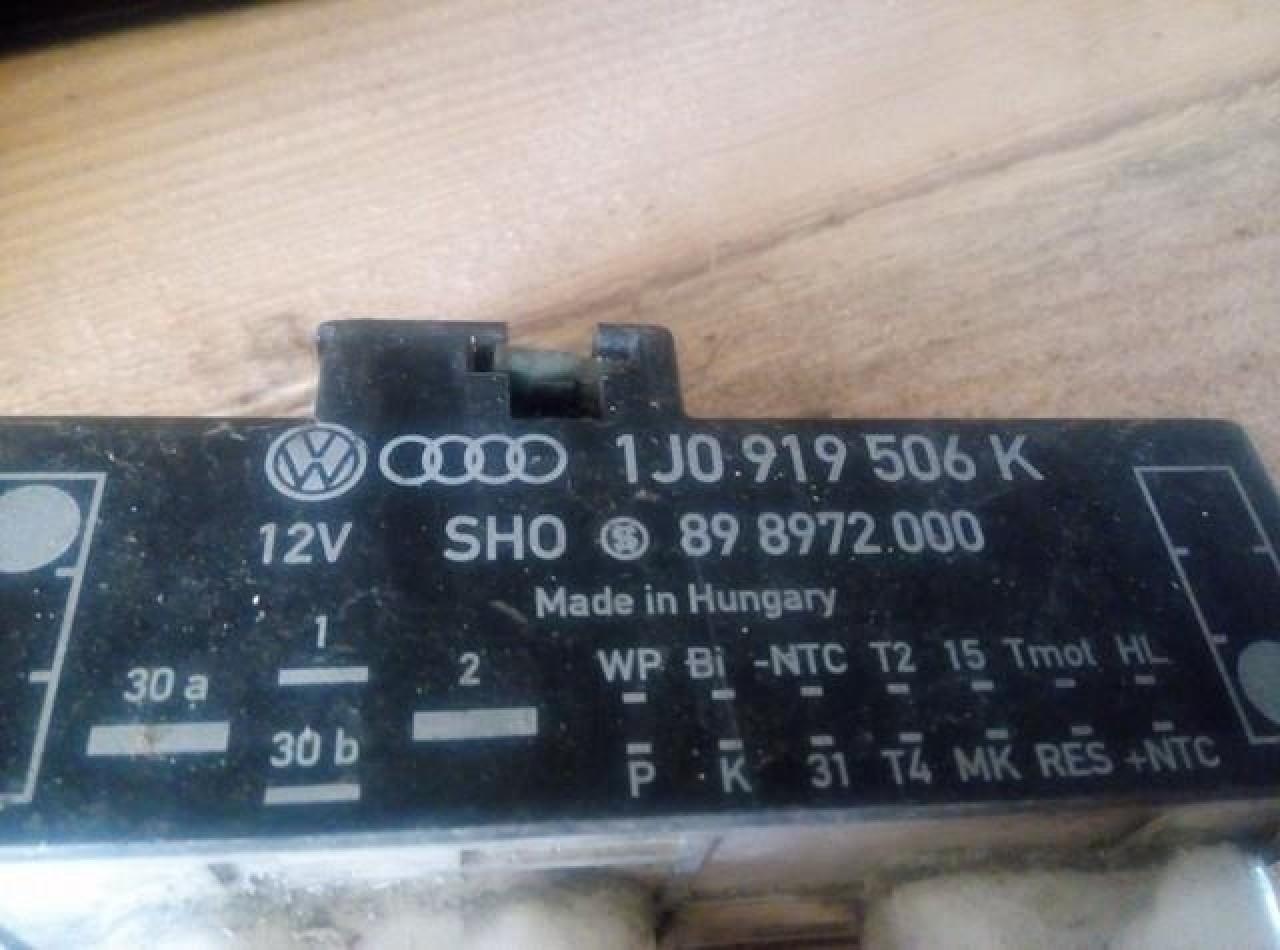 1J0 919 506 K
12V SHO 89 8972.000
Made in Hungary
1 2 WP Bi -NTC T2 15 Tmot HL
30 a
30 b P K 31 T4 MK RES +NTC